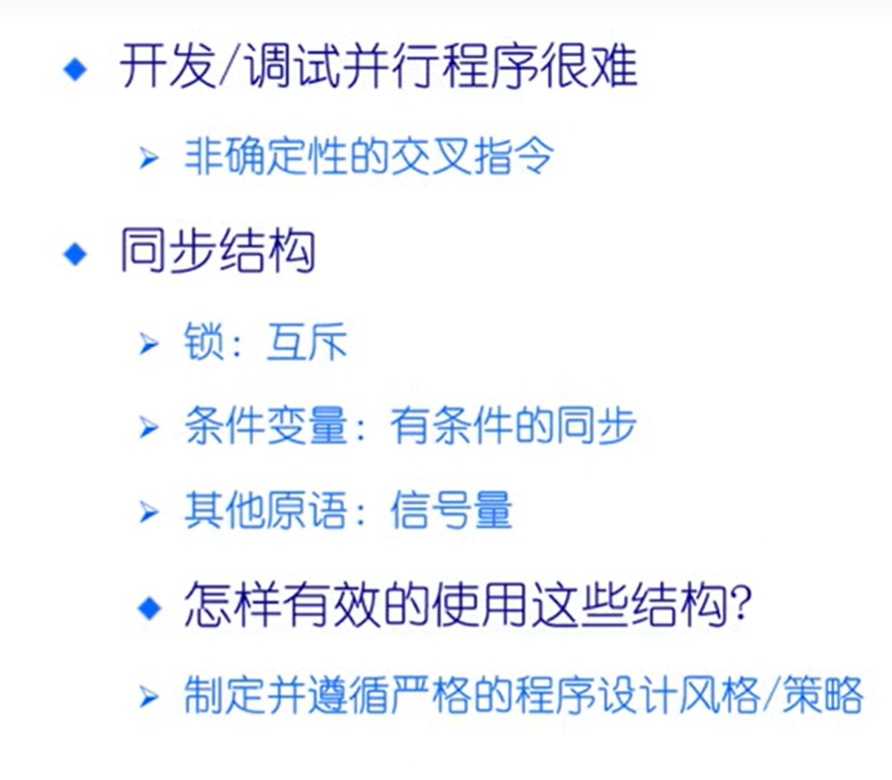 开发/调试并行程序很难
非确定性的交叉指令
同步结构
锁：互斥
条件变量：有条件的同步
其他原语：信号量
怎样有效的使用这些结构?
制定并遵循严格的程序设计风格/策略